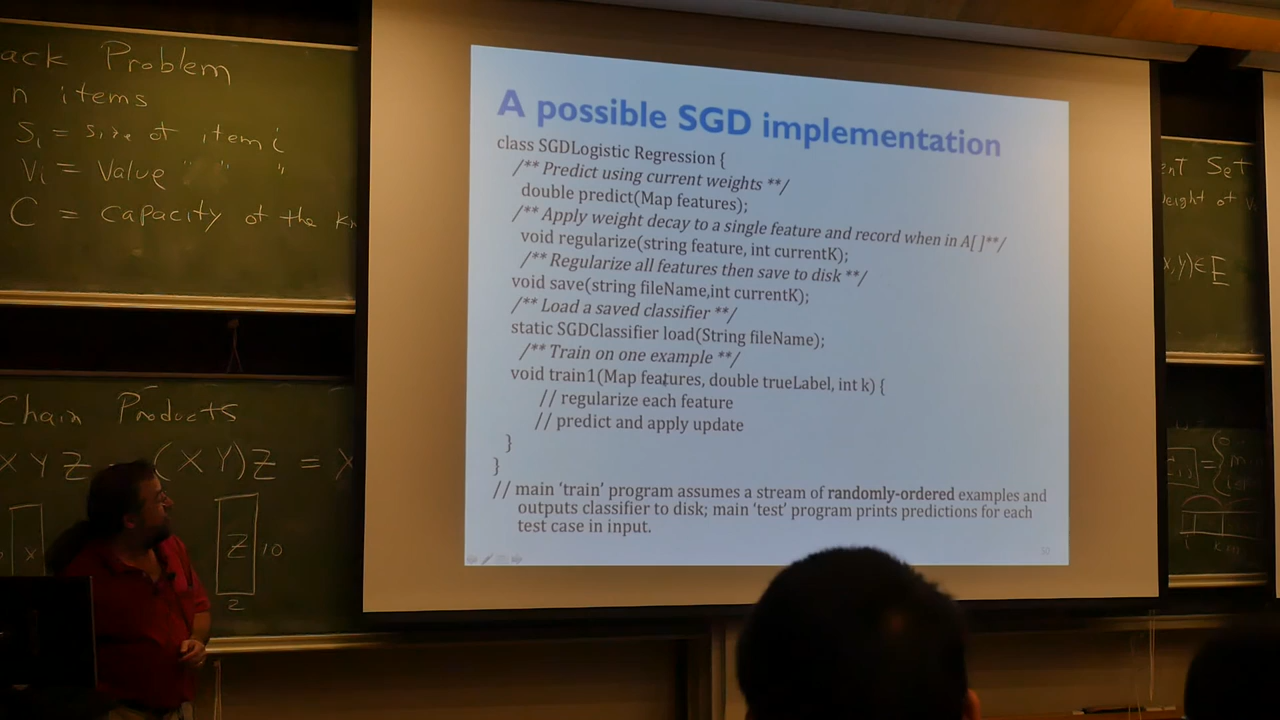 ack Problem
n items
Si = size of item i
Vi = Value " " "
C = capacity of the Kn
Chain Products
X Y Z = (X Y) Z = X
X
Z 10
2
A possible SGD implementation
class SGDLogistic Regression {
/** Predict using current weights **/
double predict(Map features);
/** Apply weight decay to a single feature and record when in A[ ]**/
void regularize(string feature, int currentK);
/** Regularize all features then save to disk **/
void save(string fileName,int currentK);
/** Load a saved classifier **/
static SGDClassifier load(String fileName);
/** Train on one example **/
void train1(Map features, double trueLabel, int k) {
// regularize each feature
// predict and apply update
}
}
// main ‘train’ program assumes a stream of randomly-ordered examples and
outputs classifier to disk; main ‘test’ program prints predictions for each
test case in input.
ent Set
eight of
x,y)∈E